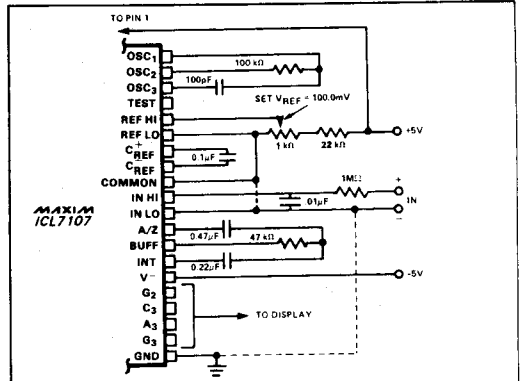 TO PIN 1
OSC1
100 kΩ
OSC2
100pF
OSC3
TEST
SET VREF = 100.0mV
REF HI
REF LO
+5V
1 kΩ
22 kΩ
C+REF
0.1µF
C-REF
COMMON
1MΩ
+
IN HI
.01µF
IN
MAXIM
ICL7107
IN LO
−
A/Z
0.47µF
47 kΩ
BUFF
INT
0.22µF
V−
-5V
G2
C3
TO DISPLAY
A3
G3
GND